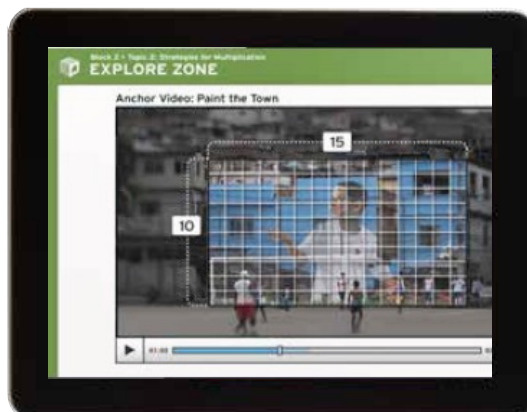 Block 2 • Topic 2: Strategies for Multiplication
EXPLORE ZONE
Anchor Video: Paint the Town
15
10